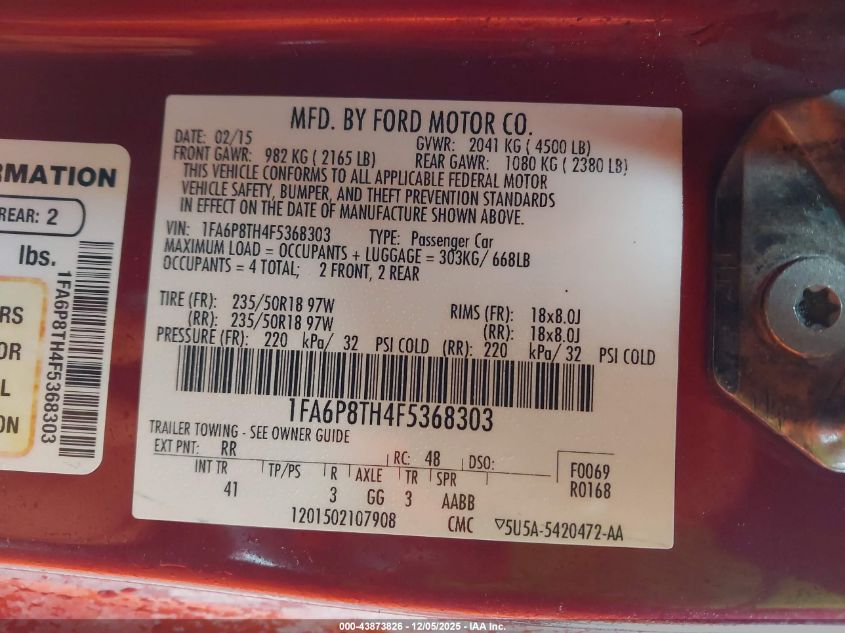 MFD. BY FORD MOTOR CO.
DATE: 02/15
GVWR: 2041 KG ( 4500 LB)
FRONT GAWR: 982 KG ( 2165 LB)
REAR GAWR: 1080 KG ( 2380 LB)
THIS VEHICLE CONFORMS TO ALL APPLICABLE FEDERAL MOTOR
VEHICLE SAFETY, BUMPER, AND THEFT PREVENTION STANDARDS
IN EFFECT ON THE DATE OF MANUFACTURE SHOWN ABOVE.
VIN: 1FA6P8TH4F5368303 TYPE: Passenger Car
MAXIMUM LOAD = OCCUPANTS + LUGGAGE = 303KG/ 668LB
OCCUPANTS = 4 TOTAL; 2 FRONT, 2 REAR
TIRE (FR): 235/50R18 97W RIMS (FR): 18x8.0J
(RR): 235/50R18 97W (RR): 18x8.0J
PRESSURE (FR): 220 kPa/ 32 PSI COLD (RR): 220 kPa/ 32 PSI COLD
1FA6P8TH4F5368303
TRAILER TOWING - SEE OWNER GUIDE
EXT PNT: RR RC: 48 DSO:
INT TR TP/PS R AXLE TR SPR
41 3 GG 3 AABB
F0069
R0168
1201502107908 CMC ▽5U5A-5420472-AA
RMATION
REAR: 2
lbs.
RS
OR
L
ON
1FA6P8TH4F5368303
000-43873826 - 12/05/2025 - IAA Inc.